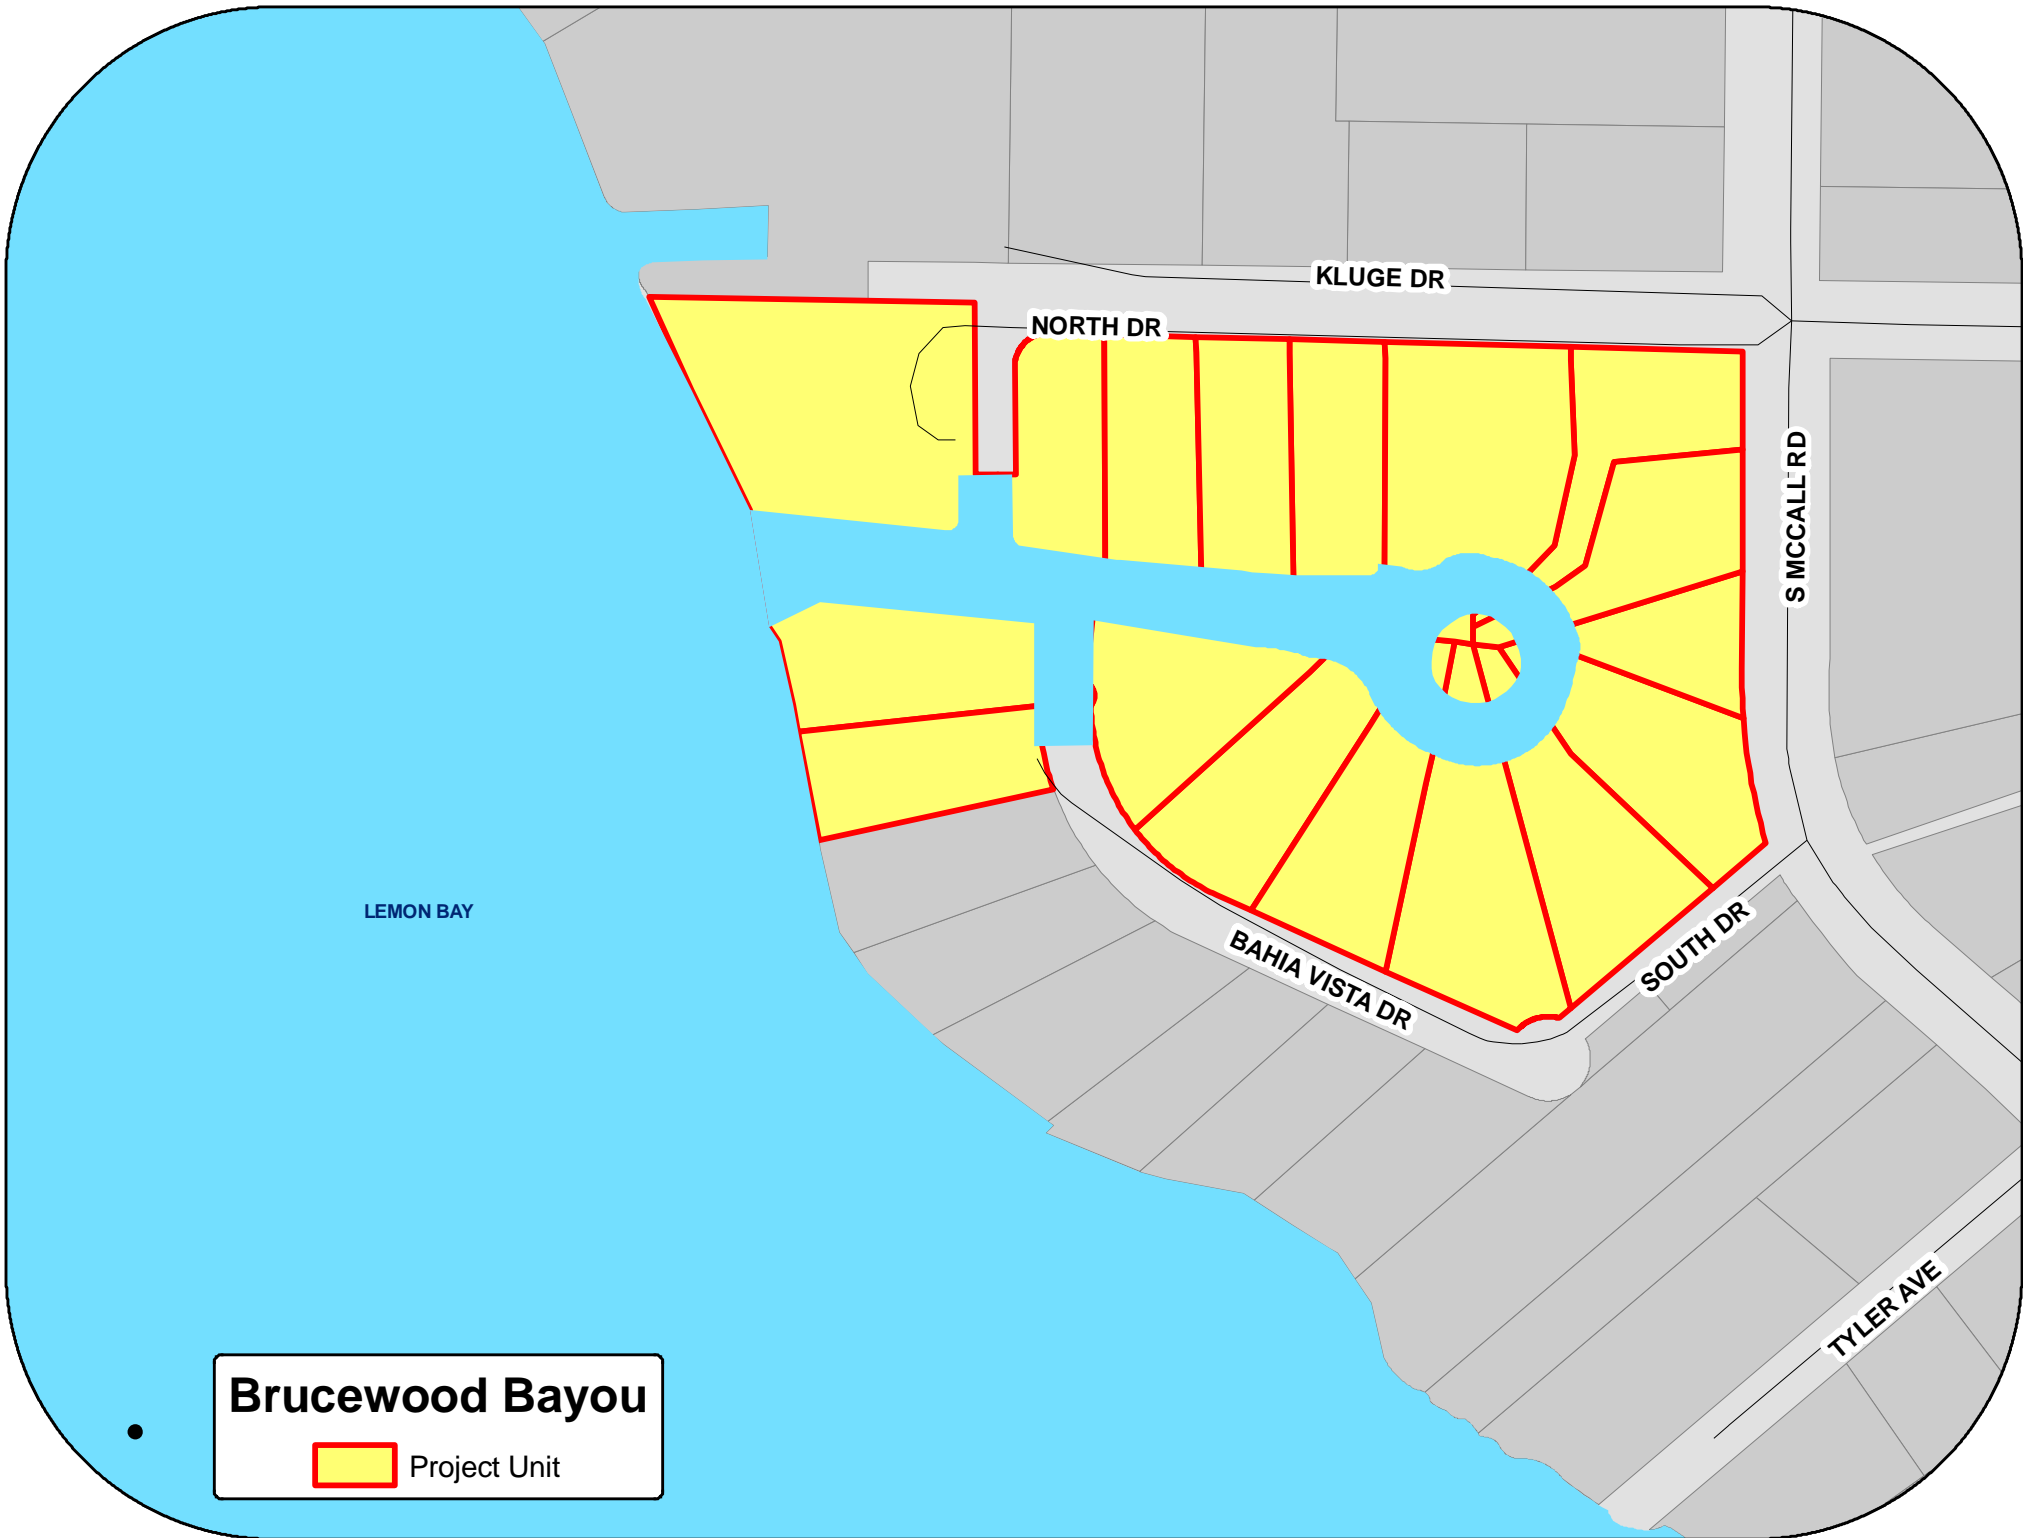 KLUGE DR
NORTH DR
S MCCALL RD
LEMON BAY
BAHIA VISTA DR
SOUTH DR
TYLER AVE
Brucewood Bayou
Project Unit